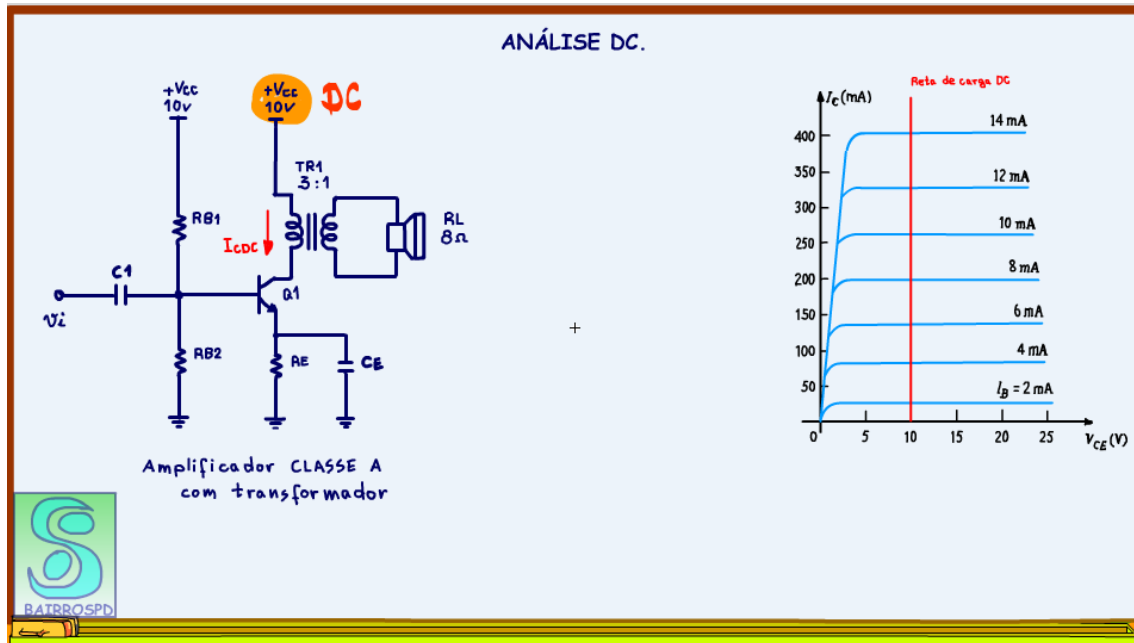 ANÁLISE DC.
+Vcc
10v
+Vcc
10v
DC
TR1
3:1
RB1
ICDC
RL
8Ω
C1
Q1
Vi
RB2
RE
CE
Amplificador CLASSE A
com transformador
Reta de carga DC
IC (mA)
400
350
300
250
200
150
100
50
14 mA
12 mA
10 mA
8 mA
6 mA
4 mA
IB = 2 mA
0 5 10 15 20 25 VCE (V)
BAIRROSPD